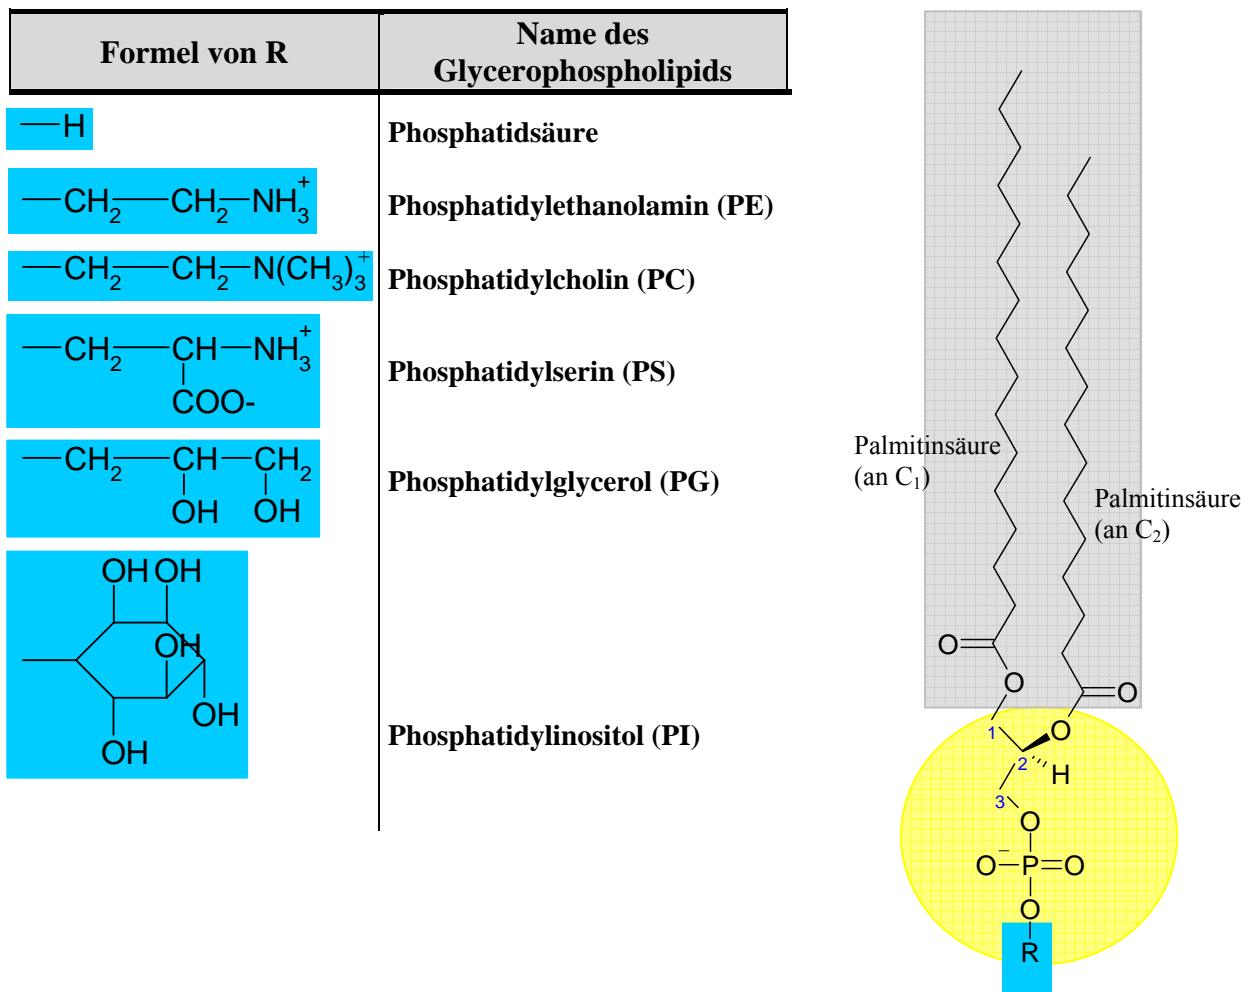 Formel von R
Name des
Glycerophospholipids
—H
Phosphatidsäure
—CH2—CH2—NH3+
Phosphatidylethanolamin (PE)
—CH2—CH2—N(CH3)3+
Phosphatidylcholin (PC)
—CH2—CH—NH3+
COO-
Phosphatidylserin (PS)
—CH2—CH—CH2
OH OH
Phosphatidylglycerol (PG)
OH OH
OH
OH
OH
Phosphatidylinositol (PI)
Palmitinsäure
(an C1)
Palmitinsäure
(an C2)
O
O
O
1
O
2
H
3
O
O−—P=O
O
R